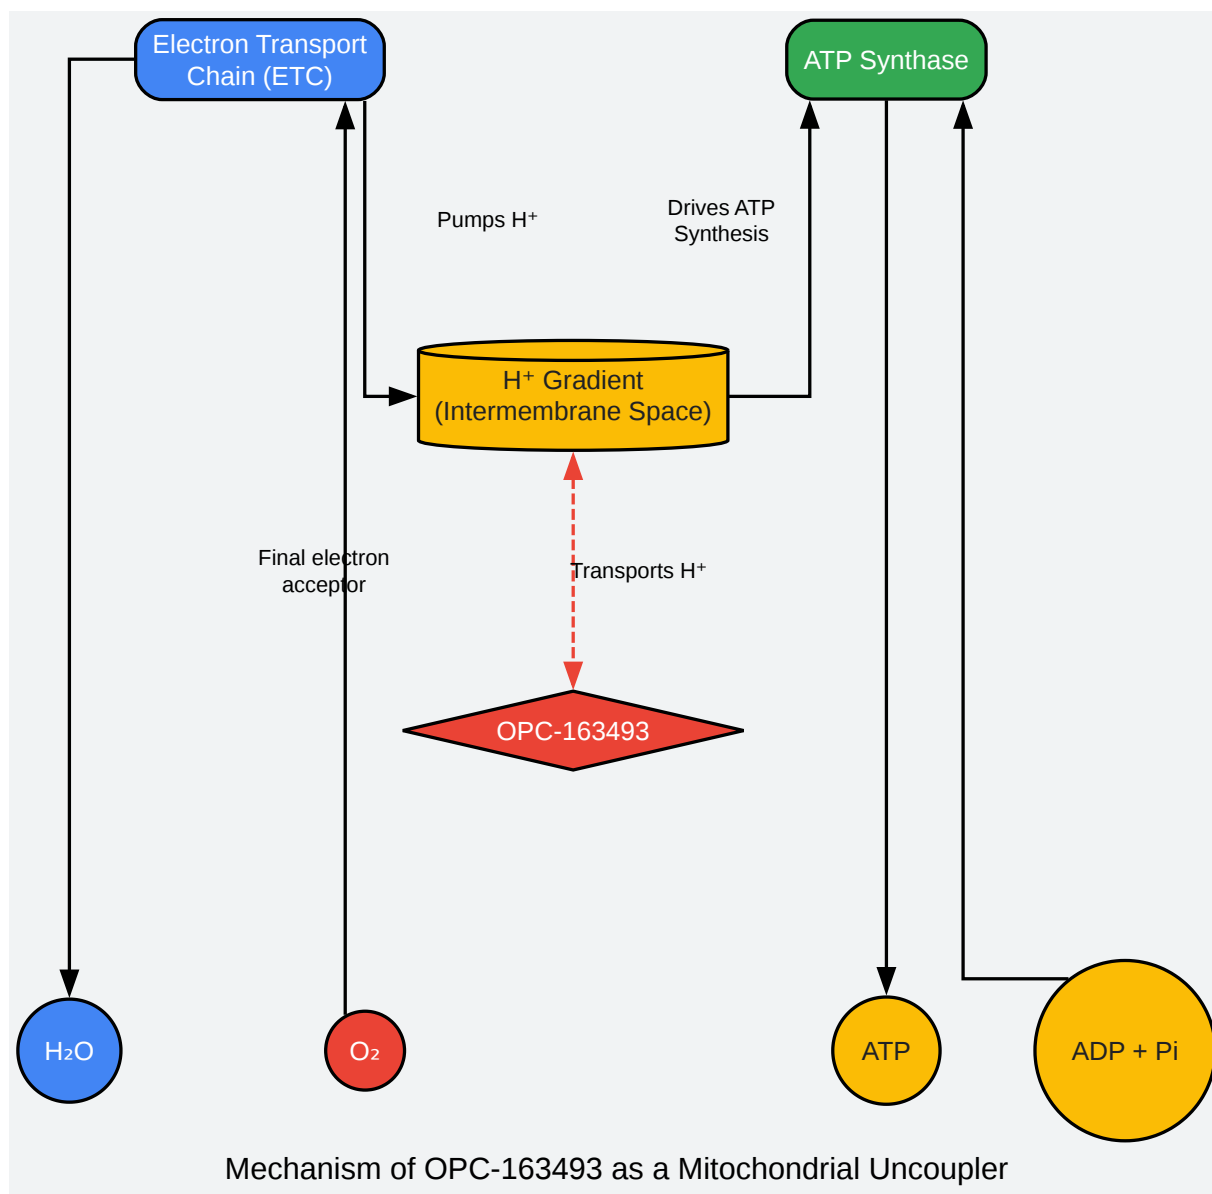 Electron Transport
Chain (ETC)
ATP Synthase
Pumps H⁺
Drives ATP
Synthesis
H⁺ Gradient
(Intermembrane Space)
Final electron
acceptor
Transports H⁺
OPC-163493
H₂O
O₂
ATP
ADP + Pi
Mechanism of OPC-163493 as a Mitochondrial Uncoupler